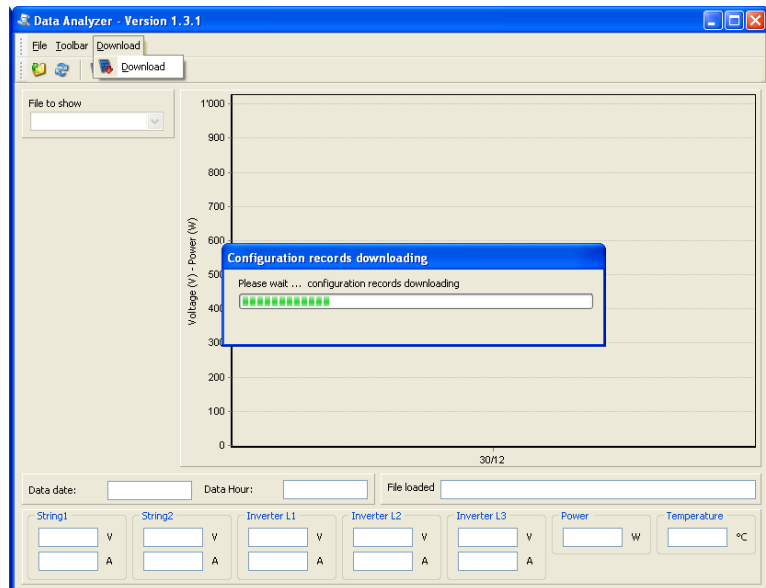 Data Analyzer - Version 1.3.1
File Toolbar Download
Download
File to show
1'000
900
800
700
600
500
400
300
200
100
0
Voltage (V) - Power (W)
30/12
Configuration records downloading
Please wait ... configuration records downloading
Data date:
Data Hour:
File loaded
String1 String2 Inverter L1 Inverter L2 Inverter L3 Power Temperature
V V V V V W °C
A A A A A